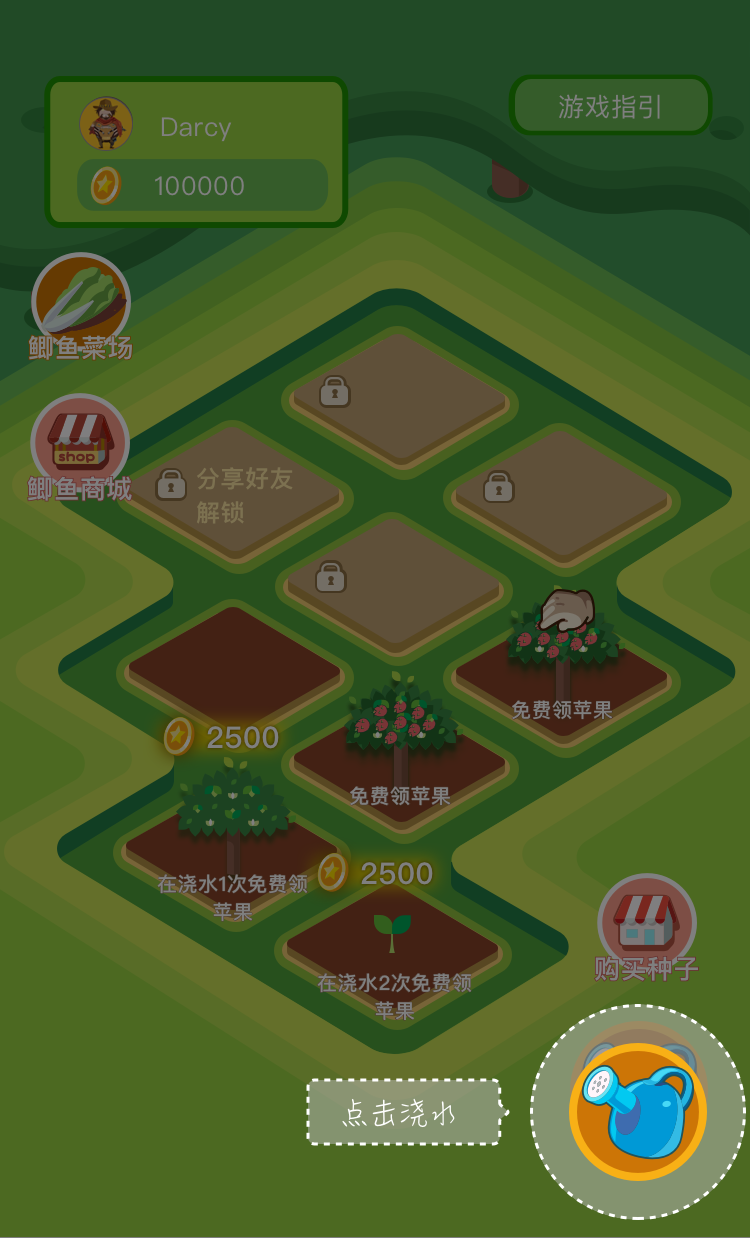 Darcy
游戏指引
100000
鲫鱼菜场
shop
鲫鱼商城
分享好友
解锁
免费领苹果
2500
免费领苹果
在浇水1次免费领
苹果
2500
在浇水2次免费领
苹果
购买种子
点击浇水